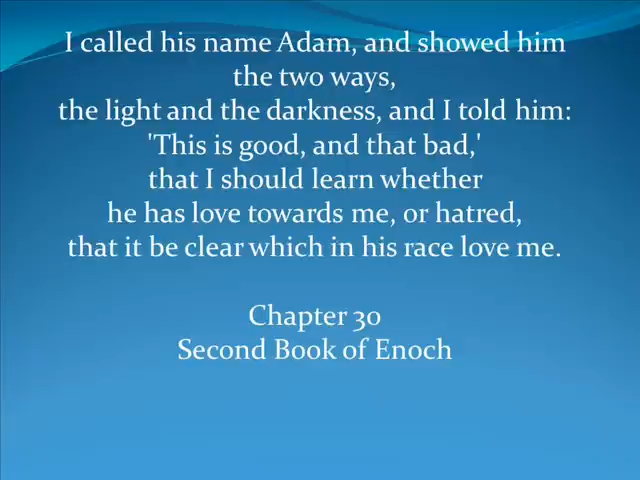 I called his name Adam, and showed him
the two ways,
the light and the darkness, and I told him:
'This is good, and that bad,'
that I should learn whether
he has love towards me, or hatred,
that it be clear which in his race love me.
Chapter 30
Second Book of Enoch